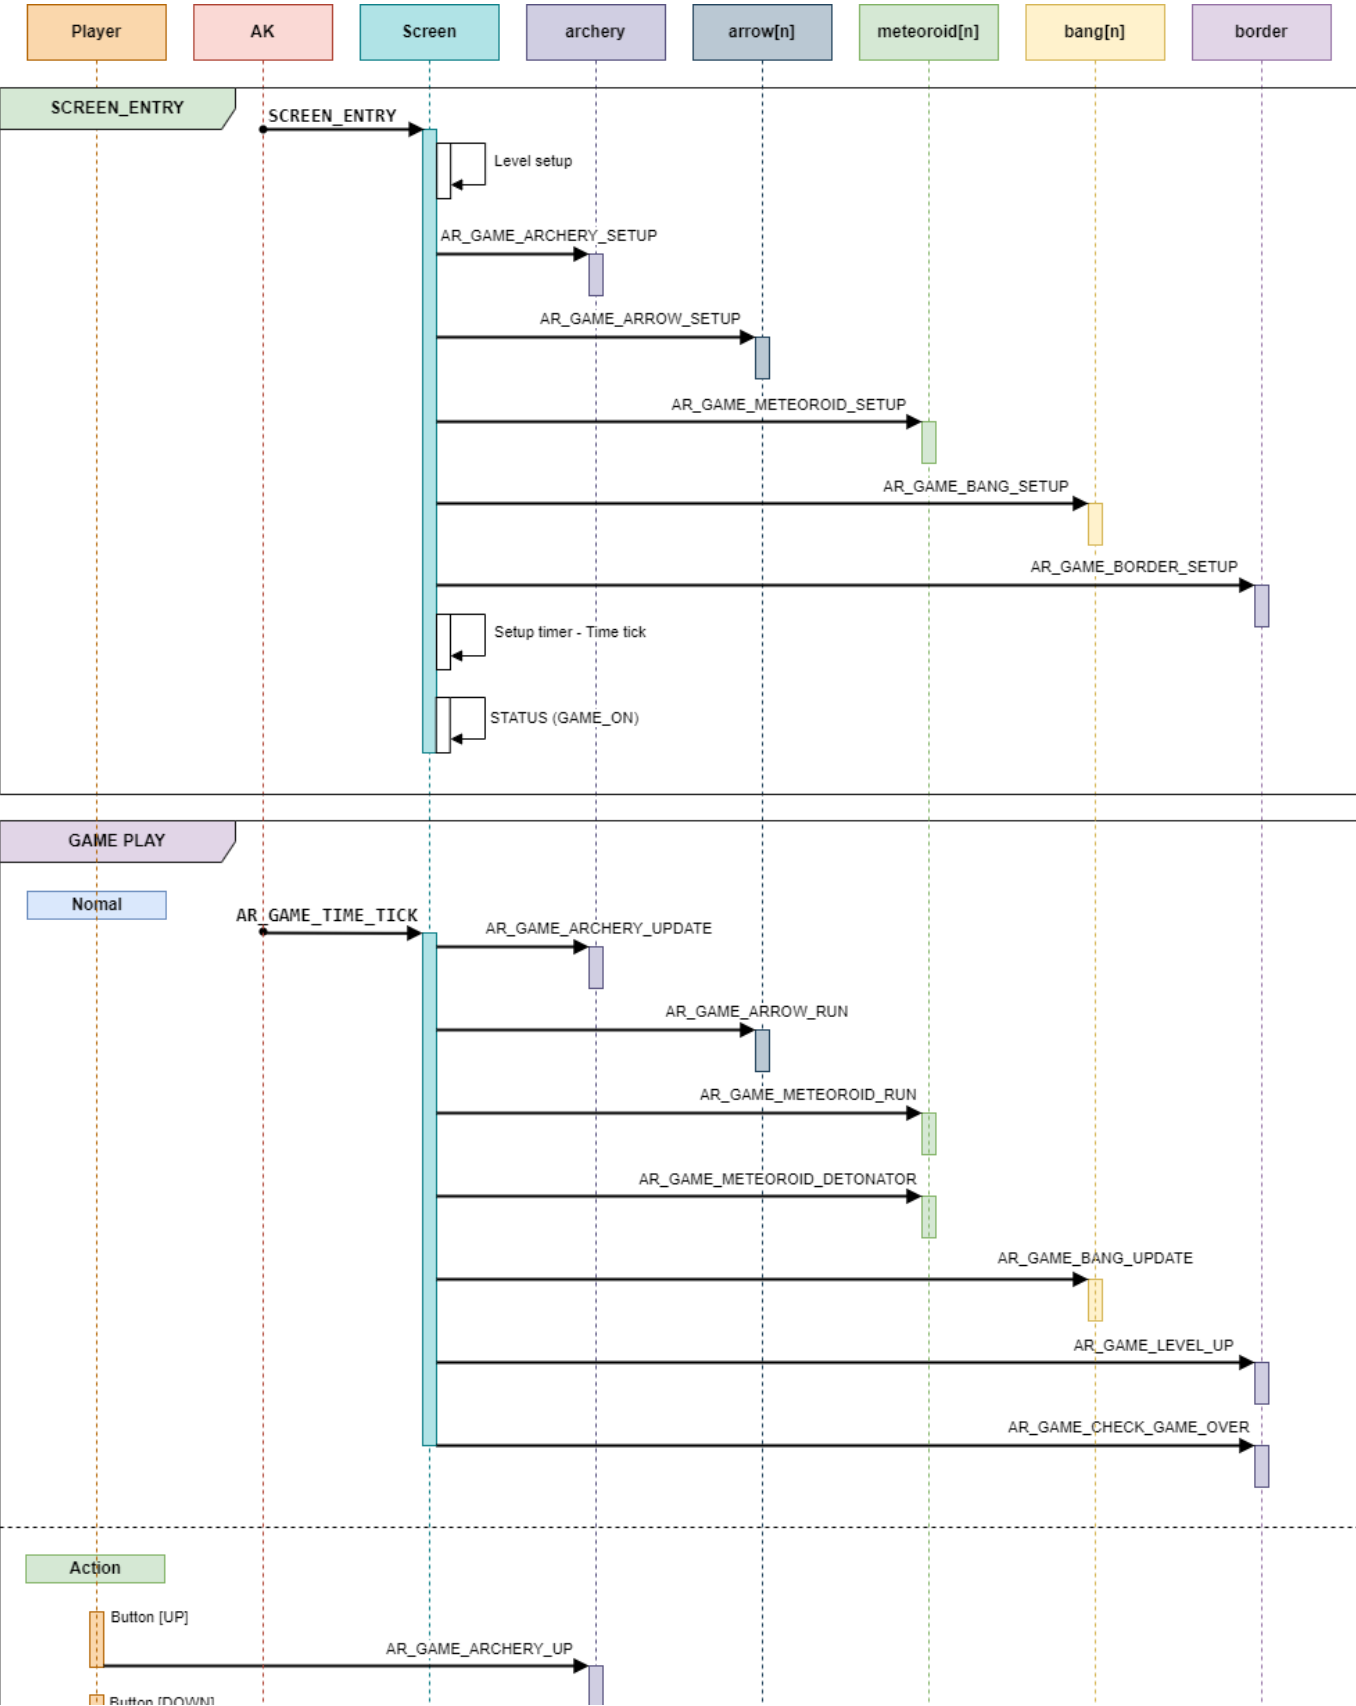 Player
AK
Screen
archery
arrow[n]
meteoroid[n]
bang[n]
border
SCREEN_ENTRY
SCREEN_ENTRY
Level setup
AR_GAME_ARCHERY_SETUP
AR_GAME_ARROW_SETUP
AR_GAME_METEOROID_SETUP
AR_GAME_BANG_SETUP
AR_GAME_BORDER_SETUP
Setup timer - Time tick
STATUS (GAME_ON)
GAME PLAY
Nomal
AR_GAME_TIME_TICK
AR_GAME_ARCHERY_UPDATE
AR_GAME_ARROW_RUN
AR_GAME_METEOROID_RUN
AR_GAME_METEOROID_DETONATOR
AR_GAME_BANG_UPDATE
AR_GAME_LEVEL_UP
AR_GAME_CHECK_GAME_OVER
Action
Button [UP]
AR_GAME_ARCHERY_UP
Button [DOWN]